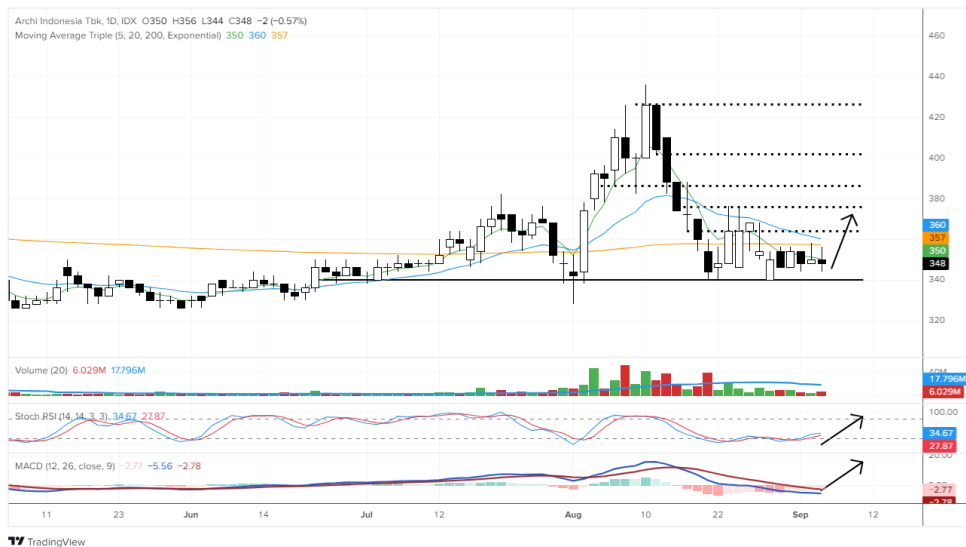 Archi Indonesia Tbk, 1D, IDX O350 H356 L344 C348 −2 (−0.57%)
Moving Average Triple (5, 20, 200, Exponential) 350 360 357
460
440
420
400
380
360
357
350
348
340
320
Volume (20) 6.029M 17.796M
17.796M
6.029M
Stoch RSI (14, 14, 3, 3) 34.67 27.87
100.00
34.67
27.87
20.00
MACD (12, 26, close, 9) −2.77 −5.56 −2.78
−2.77
−2.78
11 23 Jun 14 Jul 12 Aug 10 22 Sep 12
TradingView